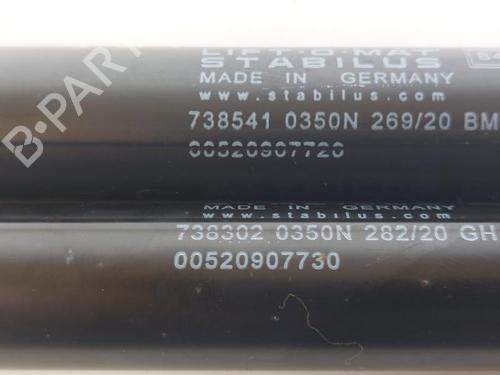 LIFT-O-MAT
STABILUS
MADE IN GERMANY
www.stabilus.com
738541 0350N 269/20 BM
00520907720
MADE IN GERMANY
www.stabilus.com
738302 0350N 282/20 GH
00520907730
B-PARTS